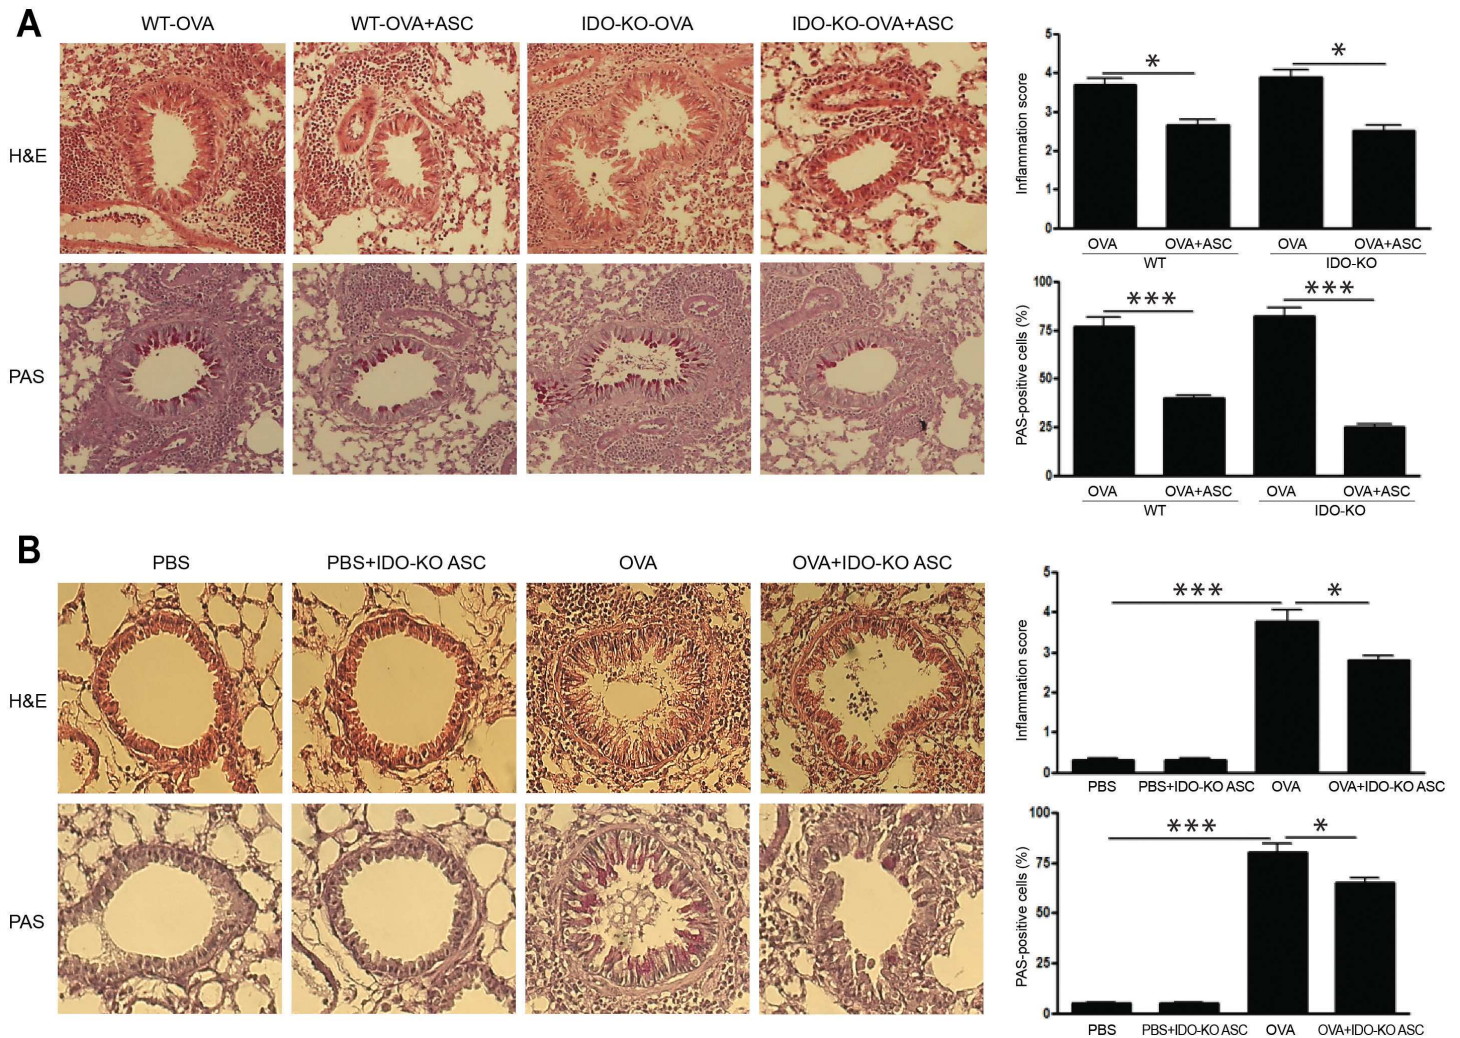 A
WT-OVA
WT-OVA+ASC
IDO-KO-OVA
IDO-KO-OVA+ASC
H&E
PAS
Inflammation score
5
4
3
2
1
0
*
*
OVA
OVA+ASC
OVA
OVA+ASC
WT
IDO-KO
PAS-positive cells (%)
100
75
50
25
0
***
***
OVA
OVA+ASC
OVA
OVA+ASC
WT
IDO-KO
B
PBS
PBS+IDO-KO ASC
OVA
OVA+IDO-KO ASC
H&E
PAS
Inflammation score
5
4
3
2
1
0
***
*
PBS
PBS+IDO-KO ASC
OVA
OVA+IDO-KO ASC
PAS-positive cells (%)
100
75
50
25
0
***
*
PBS
PBS+IDO-KO ASC
OVA
OVA+IDO-KO ASC